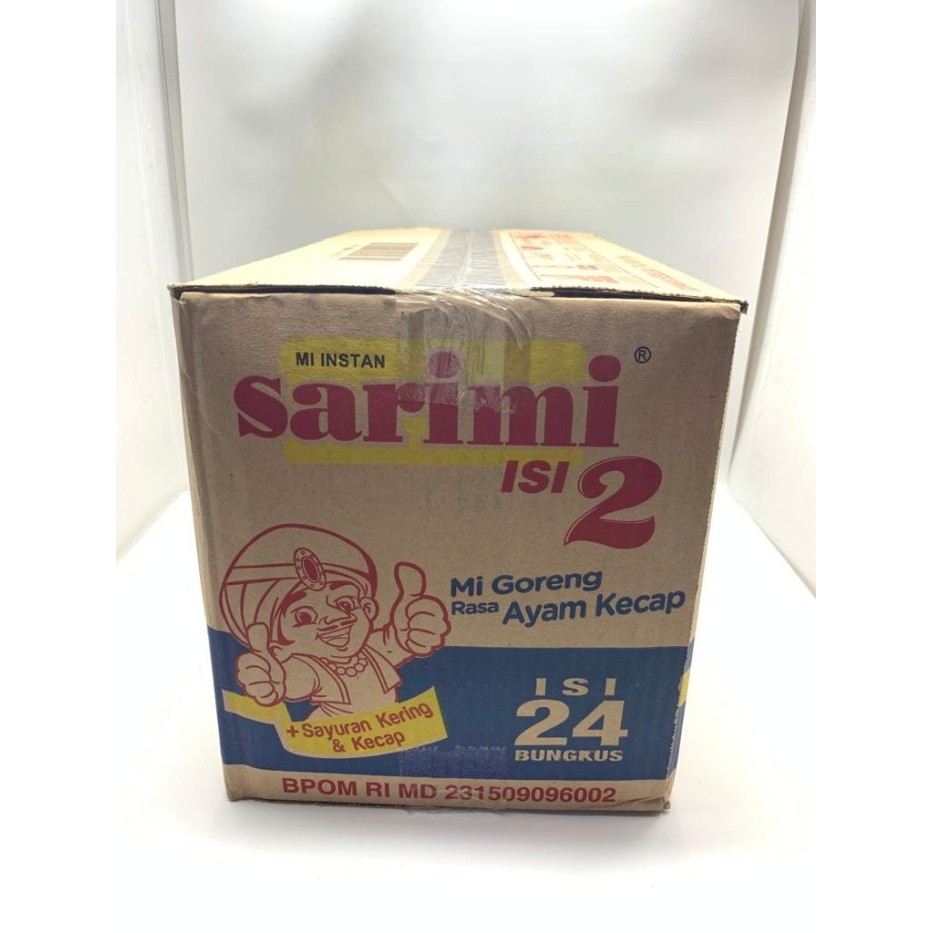 MI INSTAN
sarimi®
ISI 2
Mi Goreng
Rasa Ayam Kecap
+ Sayuran Kering
& Kecap
ISI
24
BUNGKUS
BPOM RI MD 231509096002